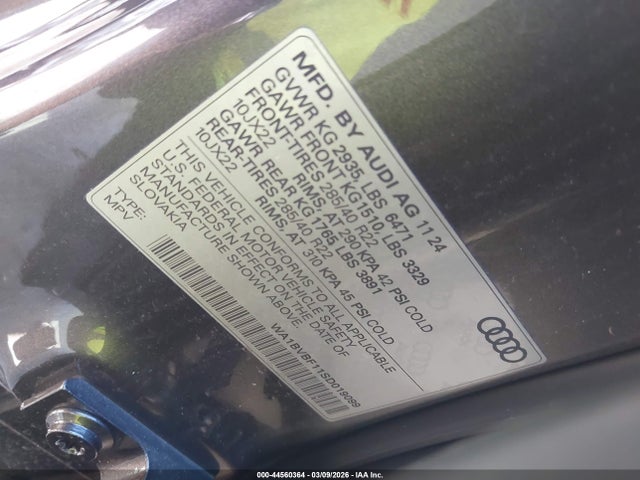 MFD. BY AUDI AG 11 24
GVWR KG 2935, LBS 6471
GAWR FRONT KG 1510, LBS 3329
FRONT-TIRES 285/40 R22
10JX22 RIMS, AT 290 KPA 42 PSI COLD
GAWR REAR KG 1765 LBS 3891
REAR-TIRES 285/40 R22
10JX22 RIMS, AT 310 KPA 45 PSI COLD
THIS VEHICLE CONFORMS TO ALL APPLICABLE
U.S. FEDERAL MOTOR VEHICLE SAFETY
STANDARDS IN EFFECT ON THE DATE OF
MANUFACTURE SHOWN ABOVE.
SLOVAKIA
WA1BVBF11SD019099
TYPE:
MPV
000-44560364 - 03/09/2026 - IAA Inc.